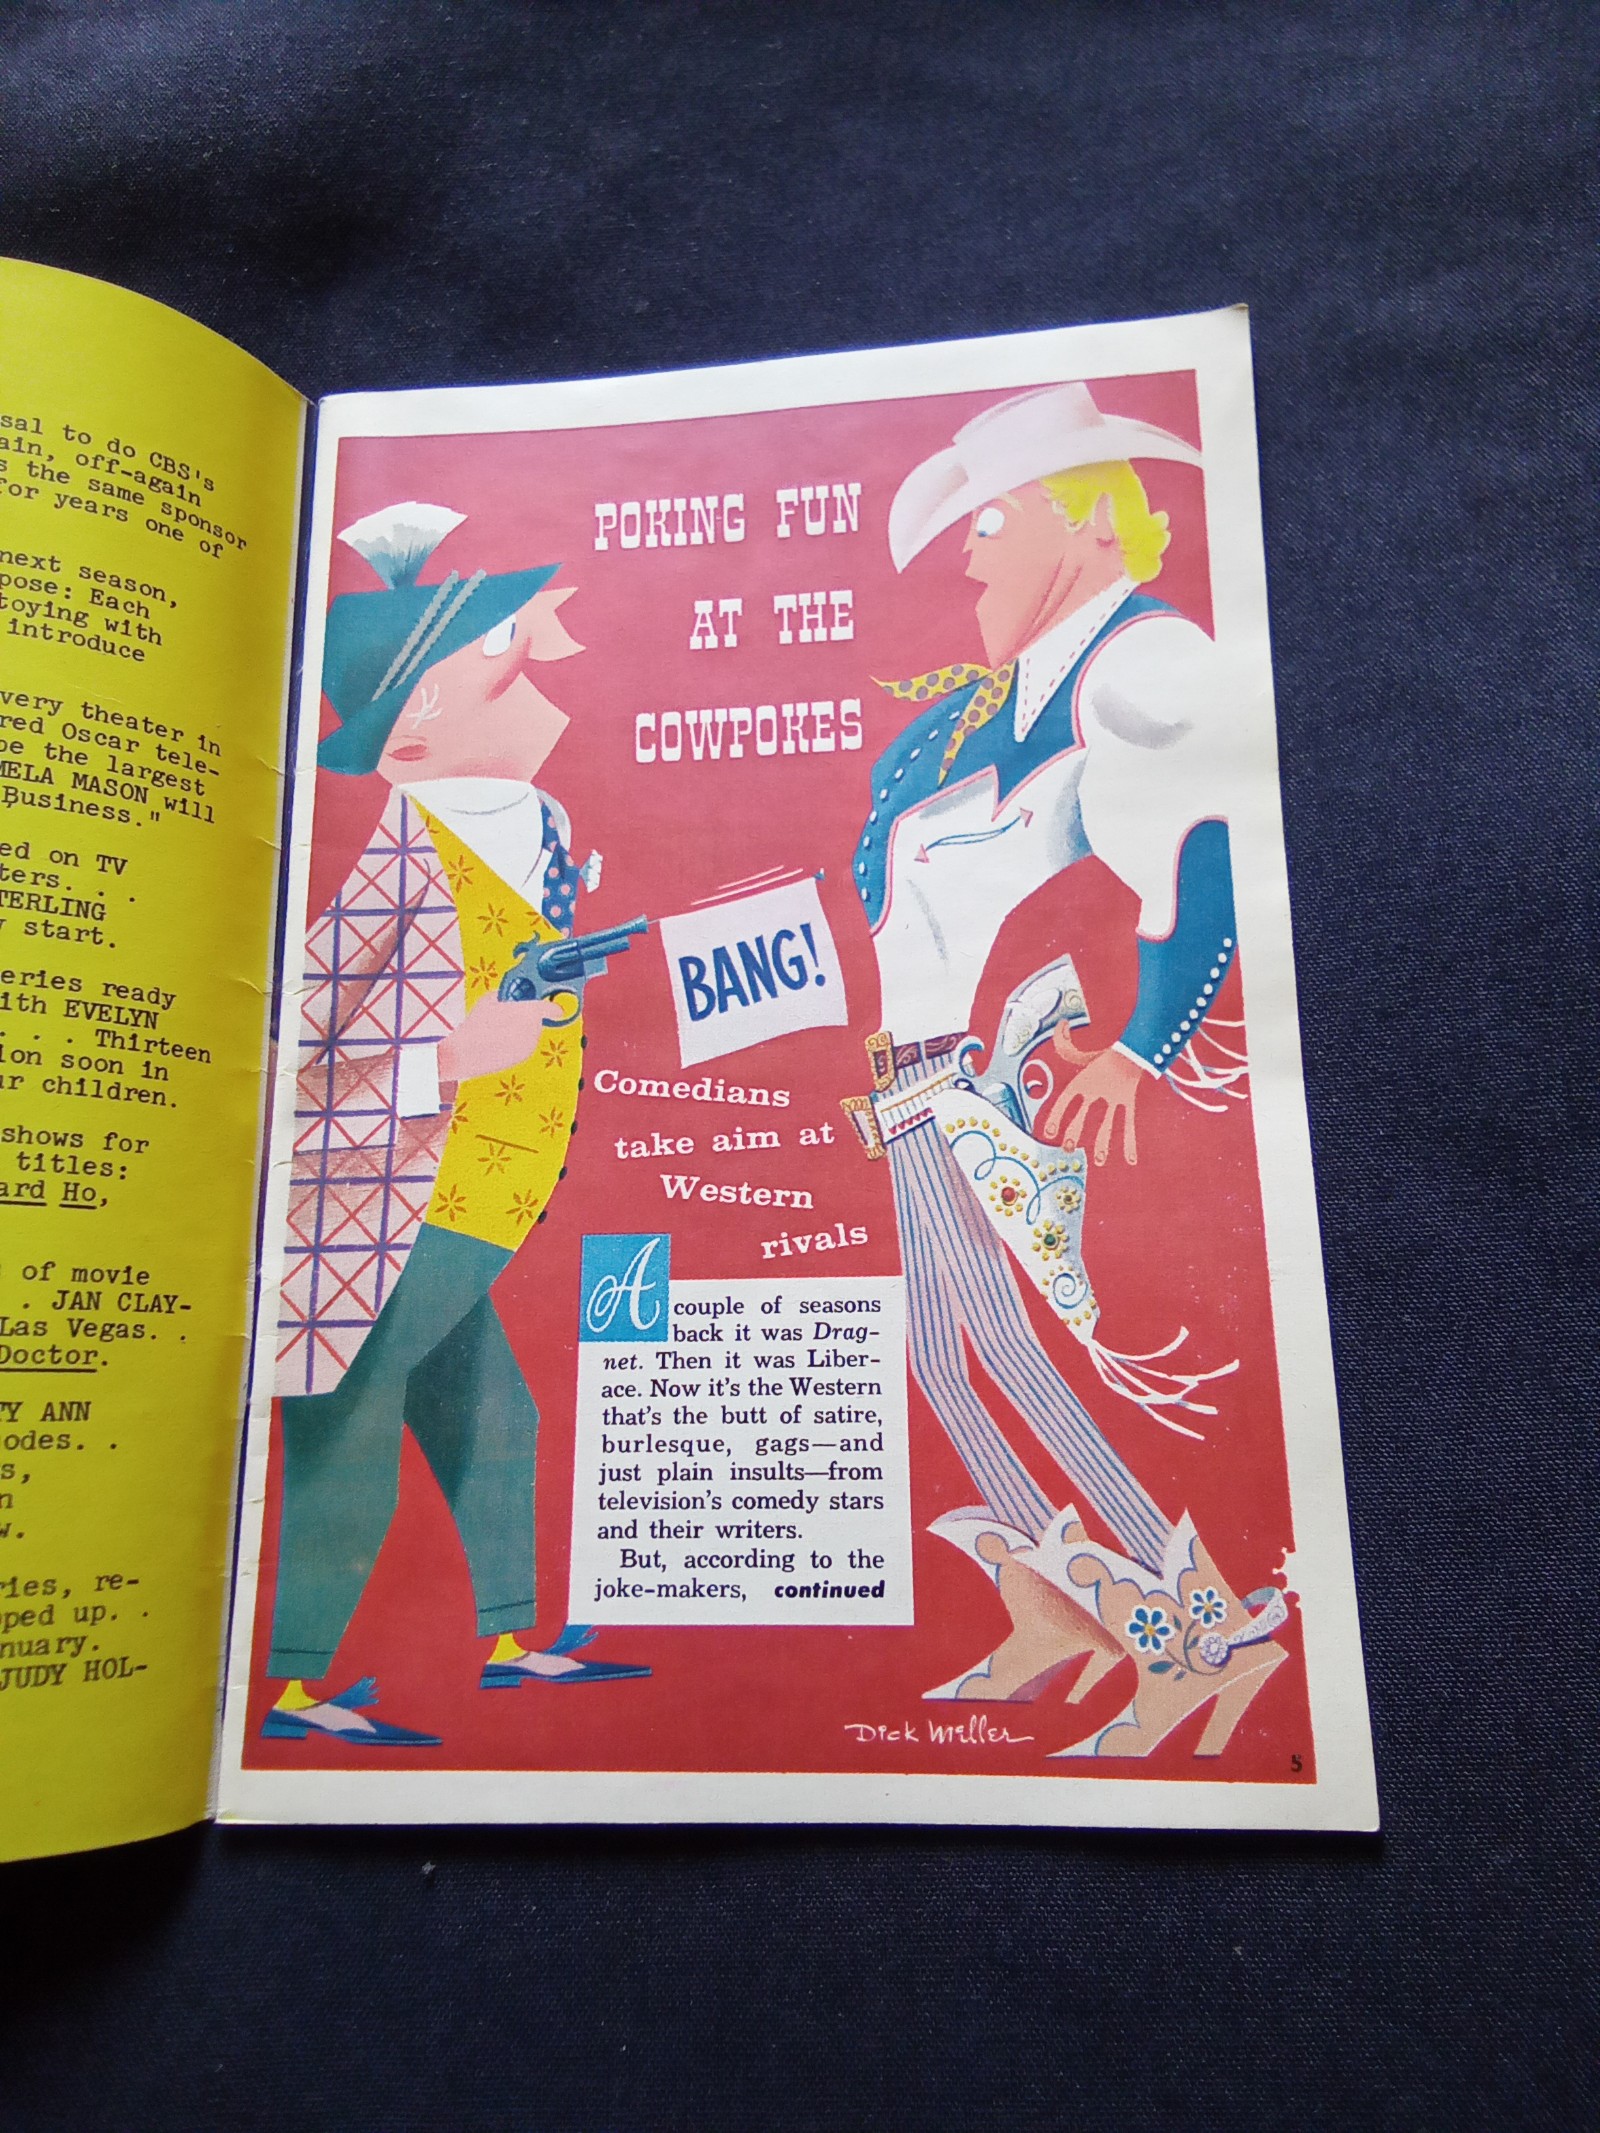 sal to do CBS's
ain, off-again
s the same sponsor
for years one of
next season,
pose: Each
toying with
introduce
very theater in
red Oscar tele-
be the largest
MELA MASON will
Business."
ed on TV
ters. . .
TERLING
start.
eries ready
ith EVELYN
. . . Thirteen
ion soon in
ur children.
shows for
titles:
ard Ho,
of movie
. JAN CLAY-
Las Vegas. .
Doctor.
TY ANN
odes. .
s,
n
w.
ries, re-
pped up. .
nuary.
JUDY HOL-
POKING FUN
AT THE
COWPOKES
BANG!
Comedians
take aim at
Western
rivals
A couple of seasons
back it was Drag-
net. Then it was Liber-
ace. Now it's the Western
that's the butt of satire,
burlesque, gags—and
just plain insults—from
television's comedy stars
and their writers.
But, according to the
joke-makers, continued
Dick Miller
5